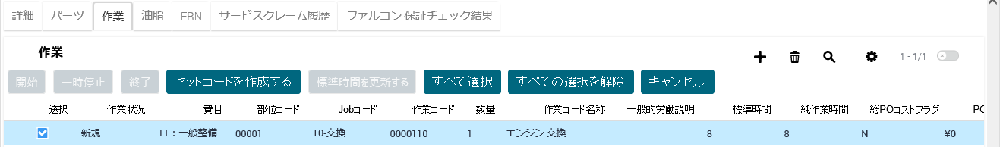 詳細 パーツ 作業 油脂 FRN サービスクレーム履歴 ファルコン 保証チェック結果
作業 1 - 1/1
開始 一時停止 終了 セットコードを作成する 標準時間を更新する すべて選択 すべての選択を解除 キャンセル
選択 作業状況 費目 部位コード Jobコード 作業コード 数量 作業コード名称 一般的労働説明 標準時間 純作業時間 総POコストフラグ PC
新規 11：一般整備 00001 10-交換 0000110 1 エンジン 交換 8 8 N ¥0